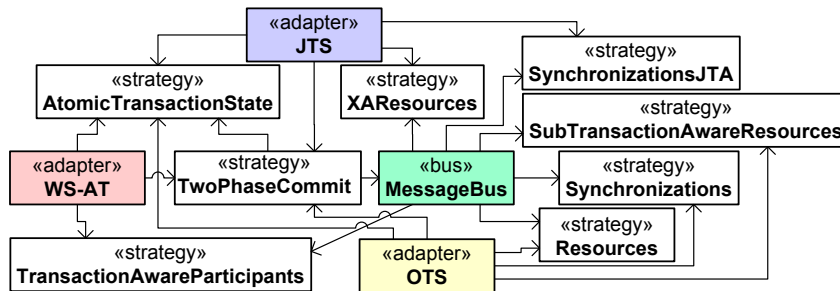 «adapter»
JTS
«strategy»
AtomicTransactionState
«strategy»
XAResources
«strategy»
SynchronizationsJTA
«strategy»
SubTransactionAwareResources
«adapter»
WS-AT
«strategy»
TwoPhaseCommit
«bus»
MessageBus
«strategy»
Synchronizations
«strategy»
Resources
«strategy»
TransactionAwareParticipants
«adapter»
OTS